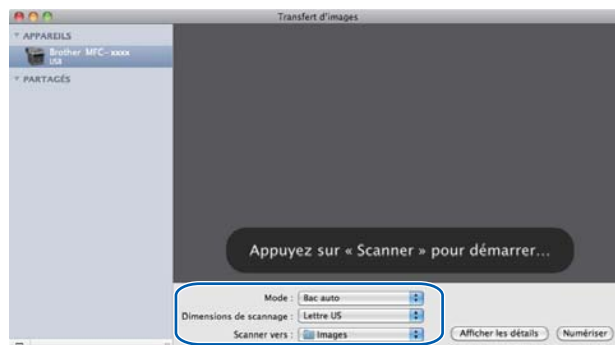 Transfert d'images
APPAREILS
Brother MFC- xxxx
USB
PARTAGÉS
Appuyez sur « Scanner » pour démarrer...
Mode : Bac auto
Dimensions de scannage : Lettre US
Scanner vers : Images
Afficher les détails
Numériser